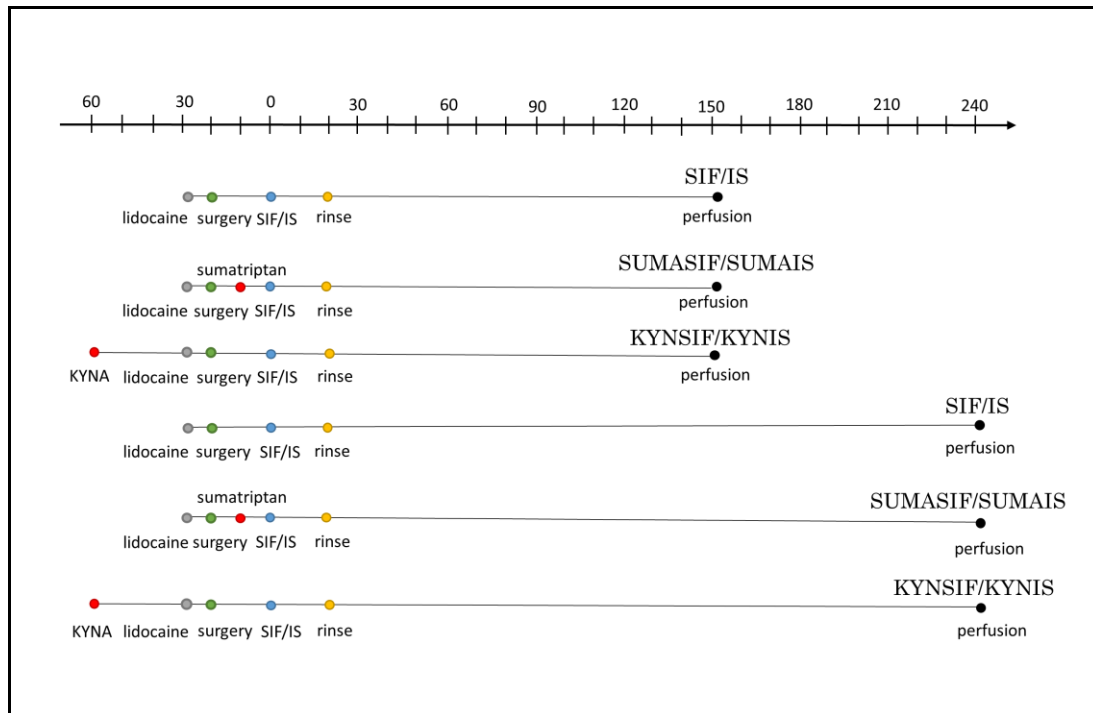 60 30 0 30 60 90 120 150 180 210 240
SIF/IS
lidocaine surgery SIF/IS rinse perfusion
SUMASIF/SUMAIS
sumatriptan
perfusion
lidocaine surgery SIF/IS rinse
KYNSIF/KYNIS
KYNA lidocaine surgery SIF/IS rinse perfusion
SIF/IS
lidocaine surgery SIF/IS rinse perfusion
sumatriptan SUMASIF/SUMAIS
lidocaine surgery SIF/IS rinse perfusion
KYNSIF/KYNIS
KYNA lidocaine surgery SIF/IS rinse perfusion